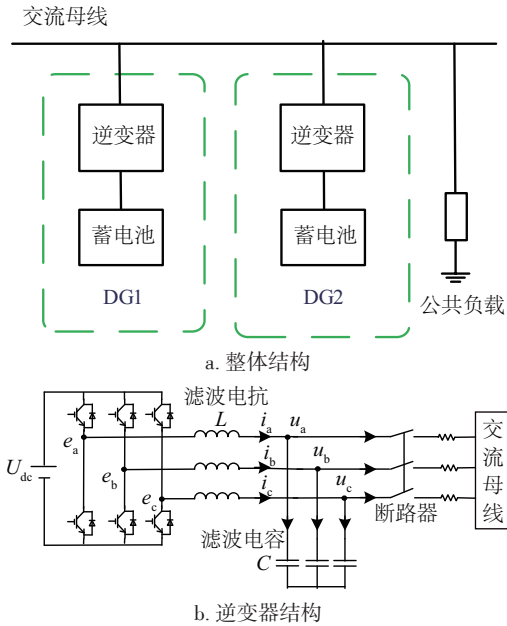 交流母线
逆变器
逆变器
蓄电池
蓄电池
DG1
DG2
公共负载
a. 整体结构
滤波电抗
L
i_a
u_a
e_a
U_dc
i_b
u_b
e_b
i_c
u_c
e_c
断路器
交流母线
滤波电容
C
b. 逆变器结构